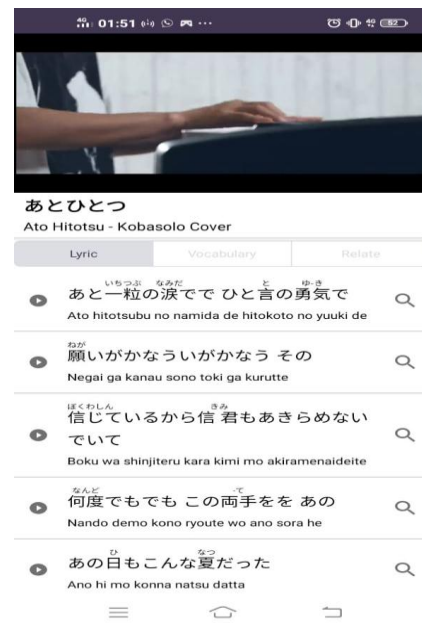 4G 01:51 ... 4G 52
あとひとつ
Ato Hitotsu - Kobasolo Cover
Lyric Vocabulary Relate
いちつぶ なみだ と ゆ-き
あと一粒の涙でで ひと言の勇気で
Ato hitotsubu no namida de hitokoto no yuuki de
ねが
願いがかなういがかなう その
Negai ga kanau sono toki ga kurutte
ぼくわしん きみ
信じているから信 君もあきらめない
でいて
Boku wa shinjiteru kara kimi mo akiramenaideite
なんど -て
何度でもでも この両手をを あの
Nando demo kono ryoute wo ano sora he
ひ なつ
あの日もこんな夏だった
Ano hi mo konna natsu datta